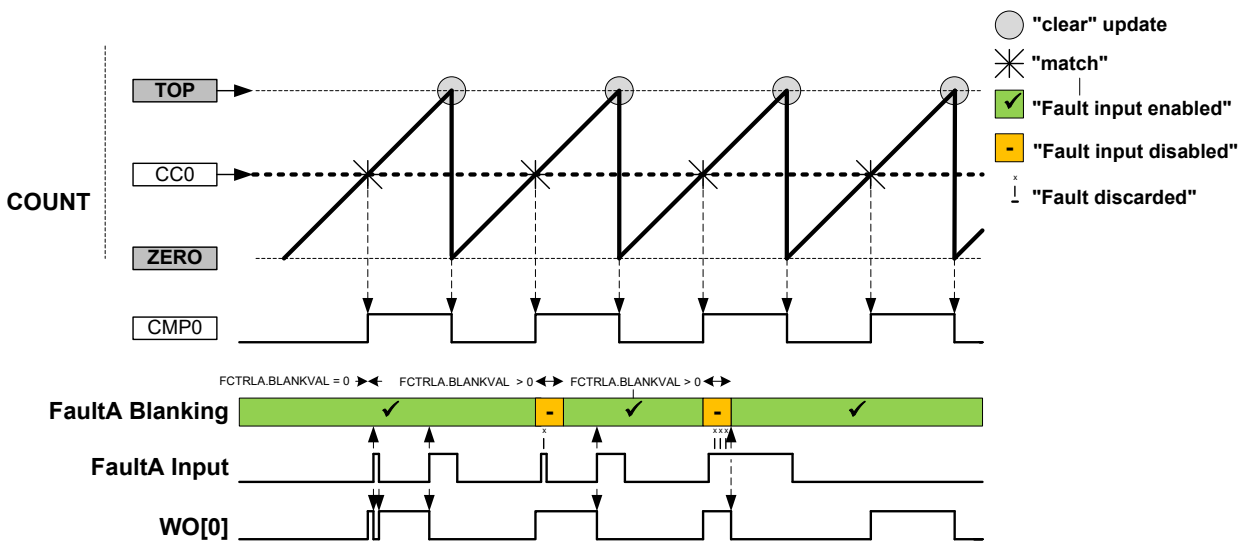 "clear" update
"match"
TOP
"Fault input enabled"
"Fault input disabled"
CC0
COUNT
x
"Fault discarded"
ZERO
CMP0
FCTRLA.BLANKVAL = 0 FCTRLA.BLANKVAL > 0 FCTRLA.BLANKVAL > 0
FaultA Blanking ✓ - ✓ - ✓
x xxx
FaultA Input
WO[0]